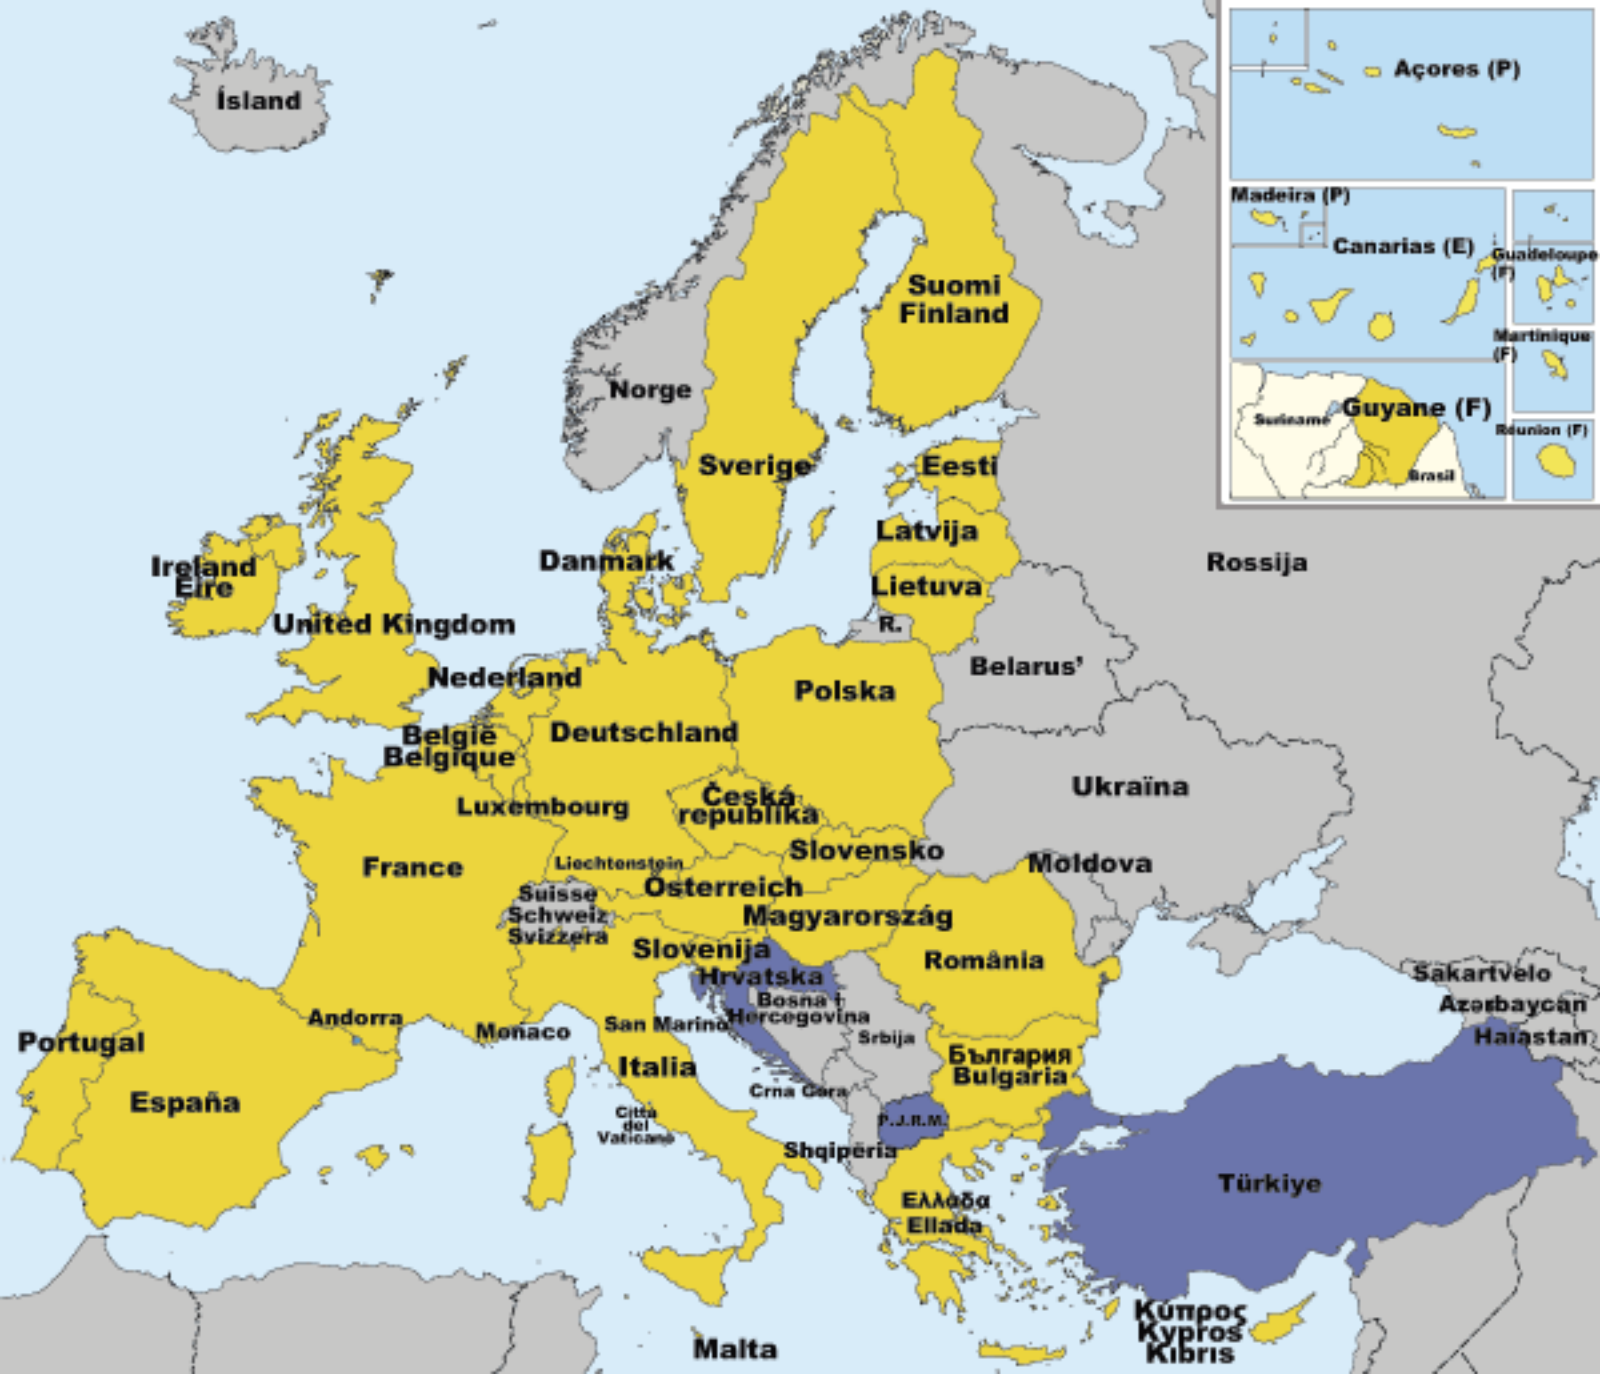 Ísland
Açores (P)
Madeira (P)
Canarias (E)
Guadeloupe
(F)
Martinique
(F)
Guyane (F)
Suriname
Brasil
Réunion (F)
Suomi
Finland
Norge
Sverige
Eesti
Latvija
Lietuva
R.
Rossija
Danmark
Ireland
Eire
United Kingdom
Nederland
Belarus’
Polska
België
Belgique
Deutschland
Luxembourg
Česká
republika
Ukraïna
Slovensko
Moldova
France
Liechtenstein
Österreich
Suisse
Schweiz
Svizzera
Magyarország
Slovenija
România
Hrvatska
Bosna i
Hercegovina
Sakartvelo
Azərbaycan
Haïastan
Andorra
Monaco
San Marino
Srbija
Portugal
España
Italia
България
Bulgaria
Crna Gora
Città
del
Vaticano
P.J.R.M.
Shqipëria
Türkiye
Ελλάδα
Ellada
Malta
Κύπρος
Kypros
Kıbrıs